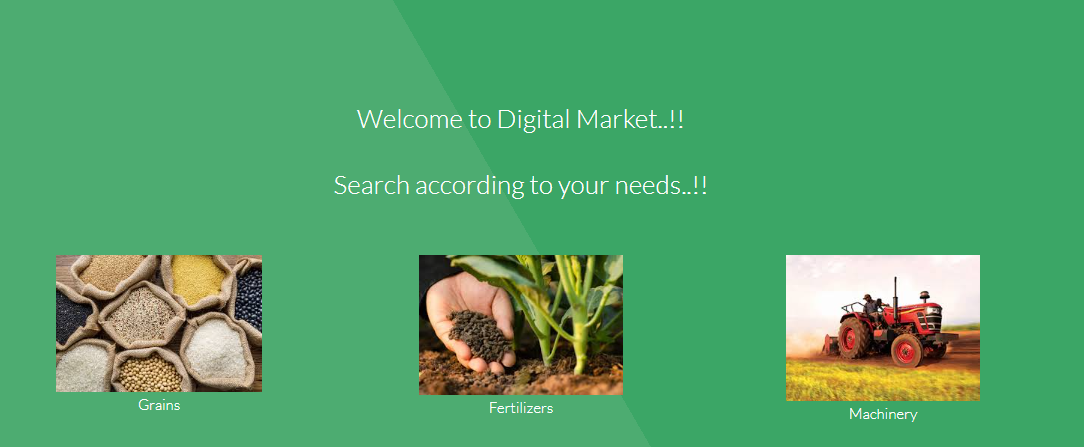 Welcome to Digital Market..!!
Search according to your needs..!!
Grains
Fertilizers
Machinery